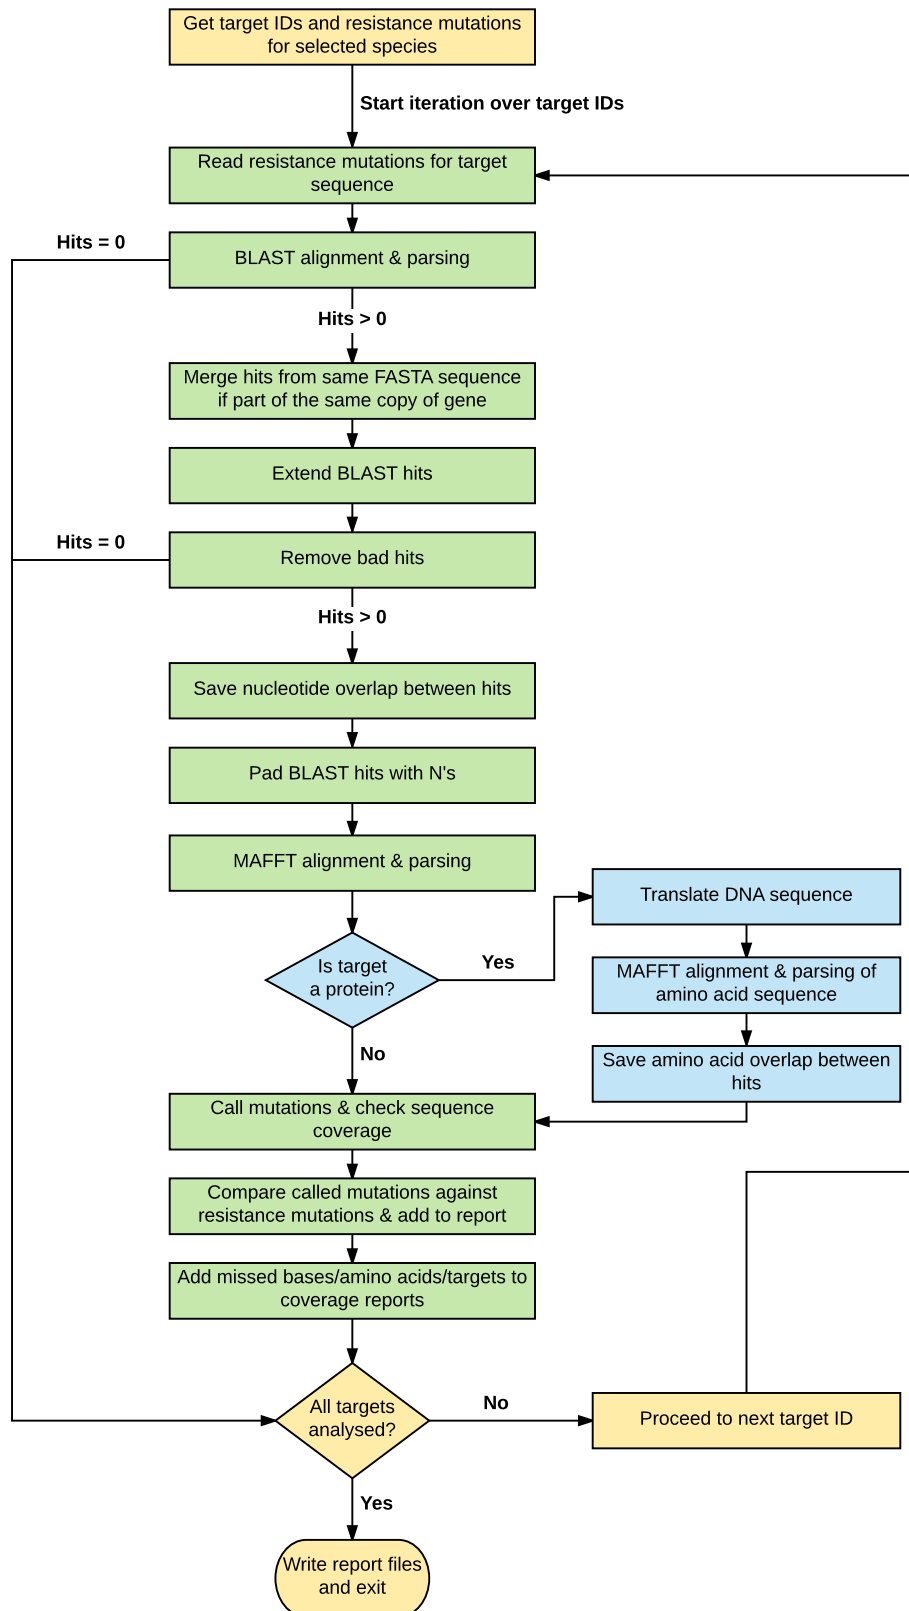 Get target IDs and resistance mutations
for selected species
Start iteration over target IDs
Read resistance mutations for target
sequence
Hits = 0
BLAST alignment & parsing
Hits > 0
Merge hits from same FASTA sequence
if part of the same copy of gene
Extend BLAST hits
Hits = 0
Remove bad hits
Hits > 0
Save nucleotide overlap between hits
Pad BLAST hits with N's
MAFFT alignment & parsing
Is target
a protein?
Yes
Translate DNA sequence
MAFFT alignment & parsing of
amino acid sequence
Save amino acid overlap between
hits
No
Call mutations & check sequence
coverage
Compare called mutations against
resistance mutations & add to report
Add missed bases/amino acids/targets to
coverage reports
All targets
analysed?
No
Proceed to next target ID
Yes
Write report files
and exit